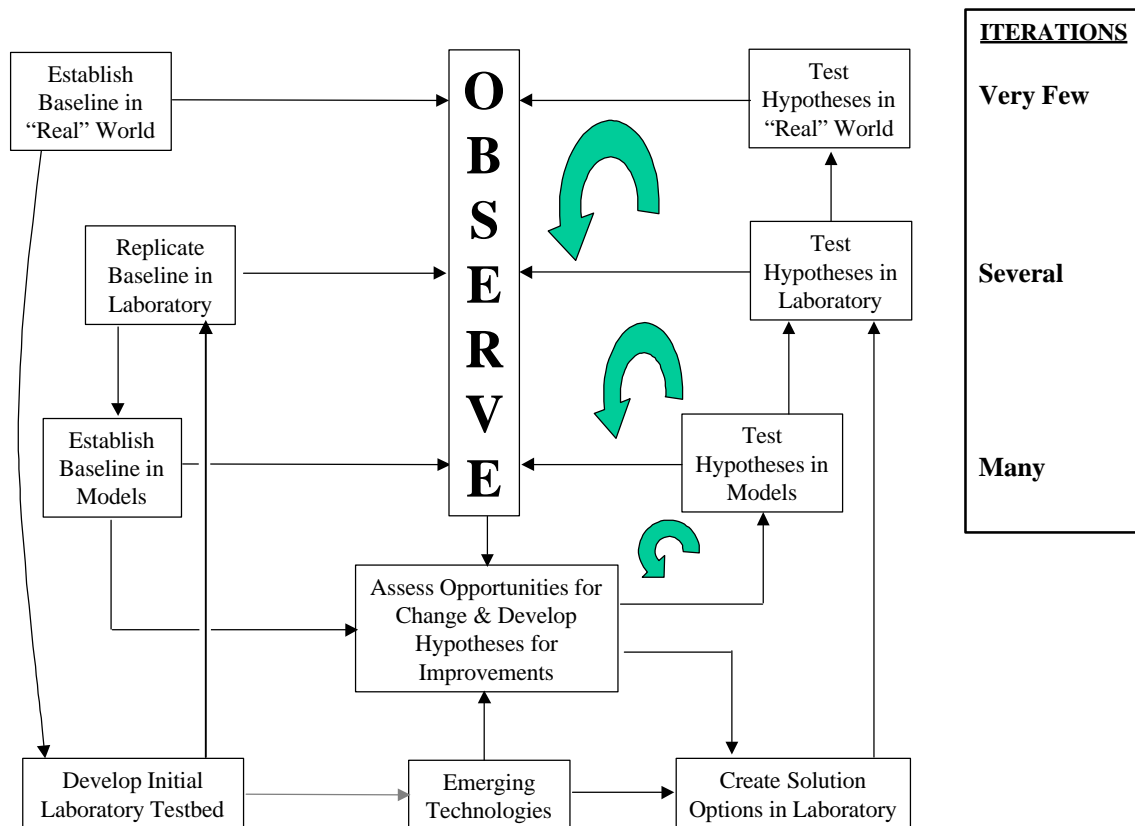 ITERATIONS
Establish
Baseline in
“Real” World
O
B
S
E
R
V
E
Test
Hypotheses in
“Real” World
Very Few
Replicate
Baseline in
Laboratory
Test
Hypotheses in
Laboratory
Several
Establish
Baseline in
Models
Test
Hypotheses in
Models
Many
Assess Opportunities for
Change & Develop
Hypotheses for
Improvements
Develop Initial
Laboratory Testbed
Emerging
Technologies
Create Solution
Options in Laboratory